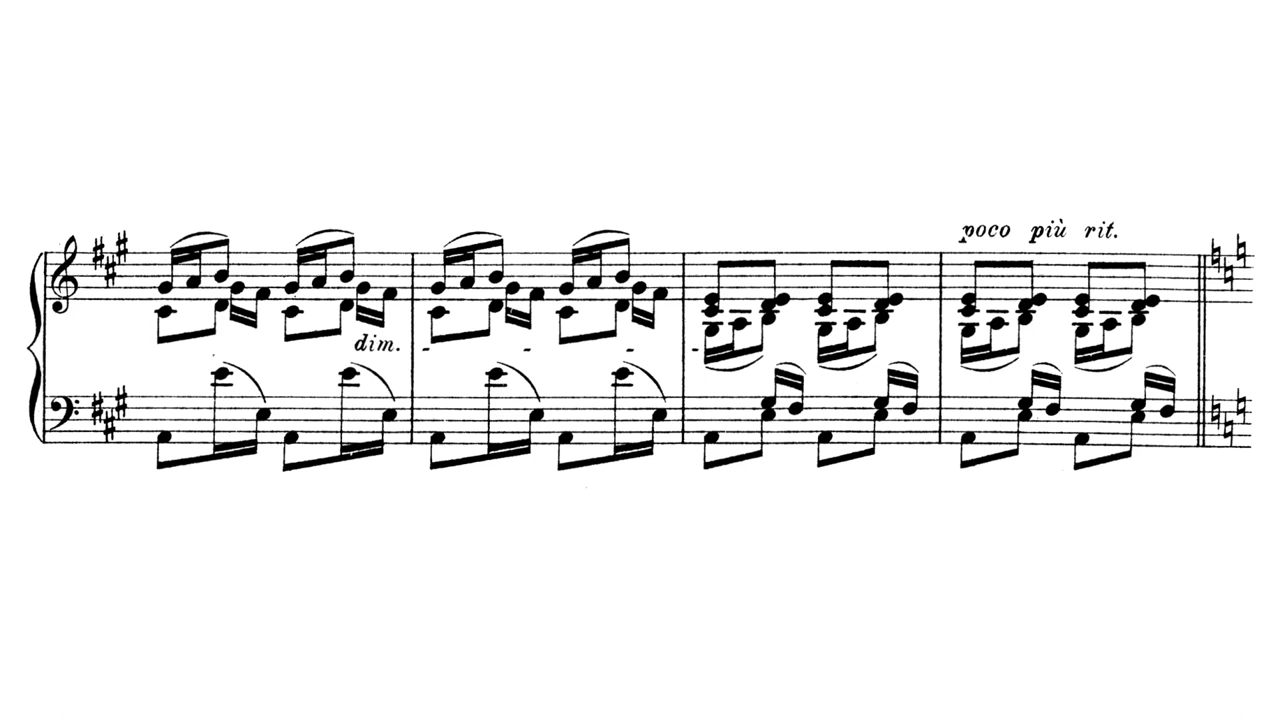 poco più rit.
dim. - - - -